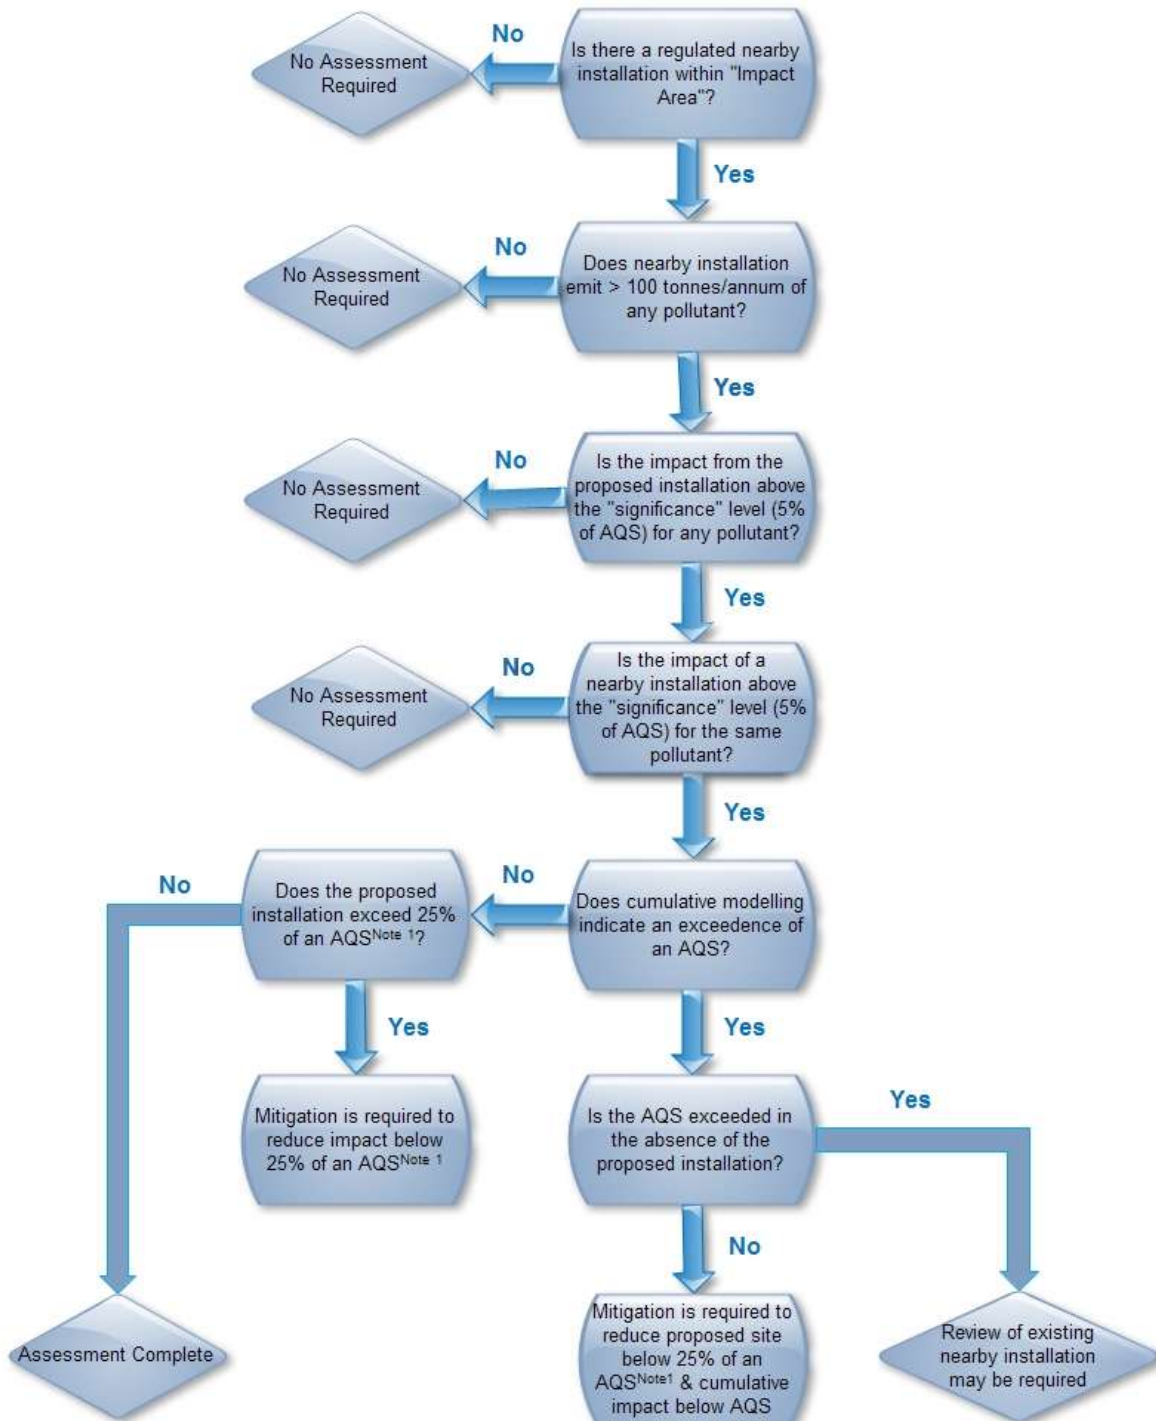 No
No Assessment
Required
Is there a regulated nearby
installation within "Impact
Area"?
Yes
No
No Assessment
Required
Does nearby installation
emit > 100 tonnes/annum of
any pollutant?
Yes
No
No Assessment
Required
Is the impact from the
proposed installation above
the "significance" level (5%
of AQS) for any pollutant?
Yes
No
No Assessment
Required
Is the impact of a
nearby installation above
the "significance" level (5%
of AQS) for the same
pollutant?
Yes
No
Does the proposed
installation exceed 25%
of an AQS^Note 1?
No
Does cumulative modelling
indicate an exceedence of
an AQS?
Yes
Yes
Mitigation is required to
reduce impact below
25% of an AQS^Note 1
Is the AQS exceeded in
the absence of the
proposed installation?
Yes
No
Assessment Complete
Mitigation is required to
reduce proposed site
below 25% of an
AQS^Note1 & cumulative
impact below AQS
Review of existing
nearby installation
may be required